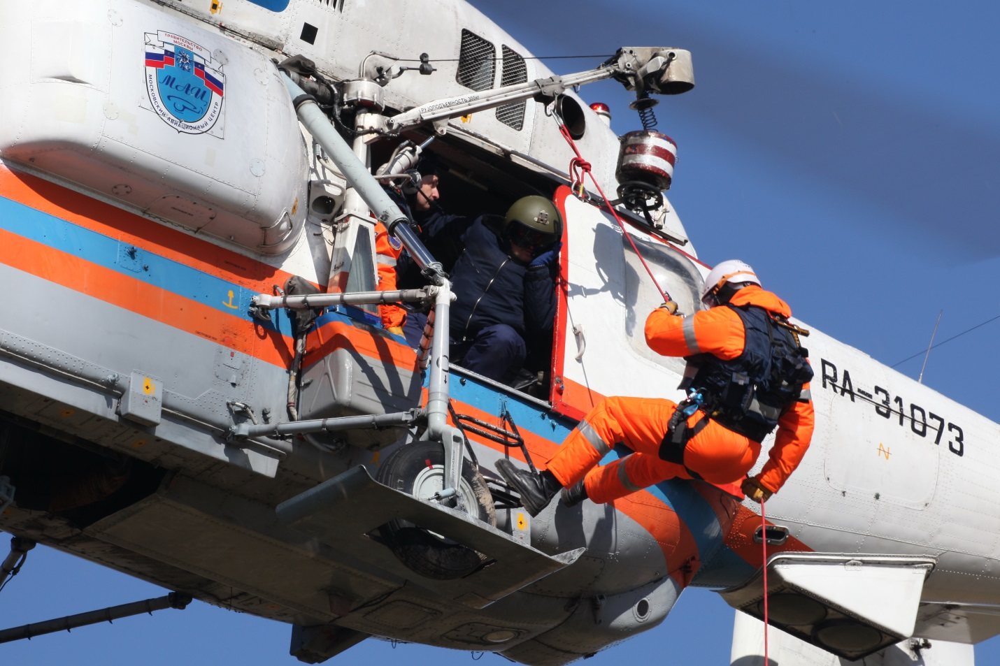 ПРАВИТЕЛЬСТВО
МОСКВЫ
МАЦ
МОСКОВСКИЙ АВИАЦИОННЫЙ ЦЕНТР
ГРУЗОПОДЪЕМНОСТЬ 300кг
RA-31073